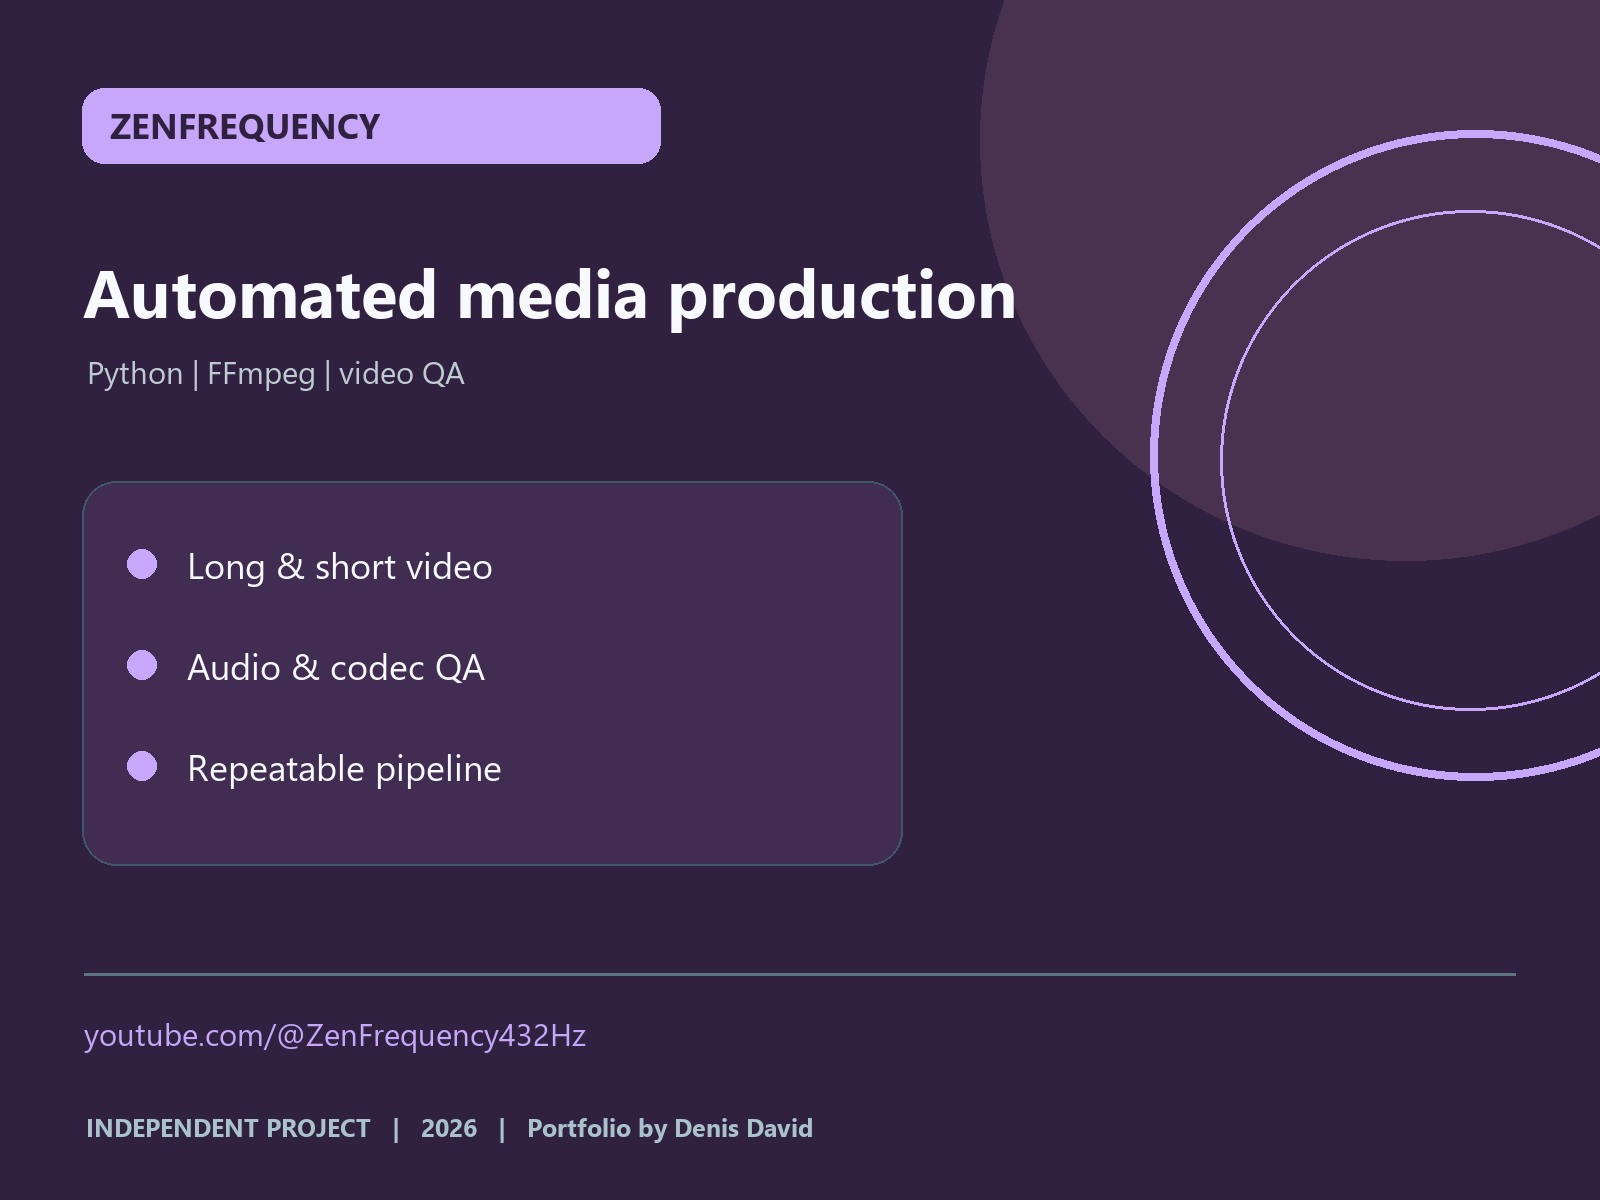 ZENFREQUENCY
Automated media production
Python | FFmpeg | video QA
Long & short video
Audio & codec QA
Repeatable pipeline
youtube.com/@ZenFrequency432Hz
INDEPENDENT PROJECT | 2026 | Portfolio by Denis David